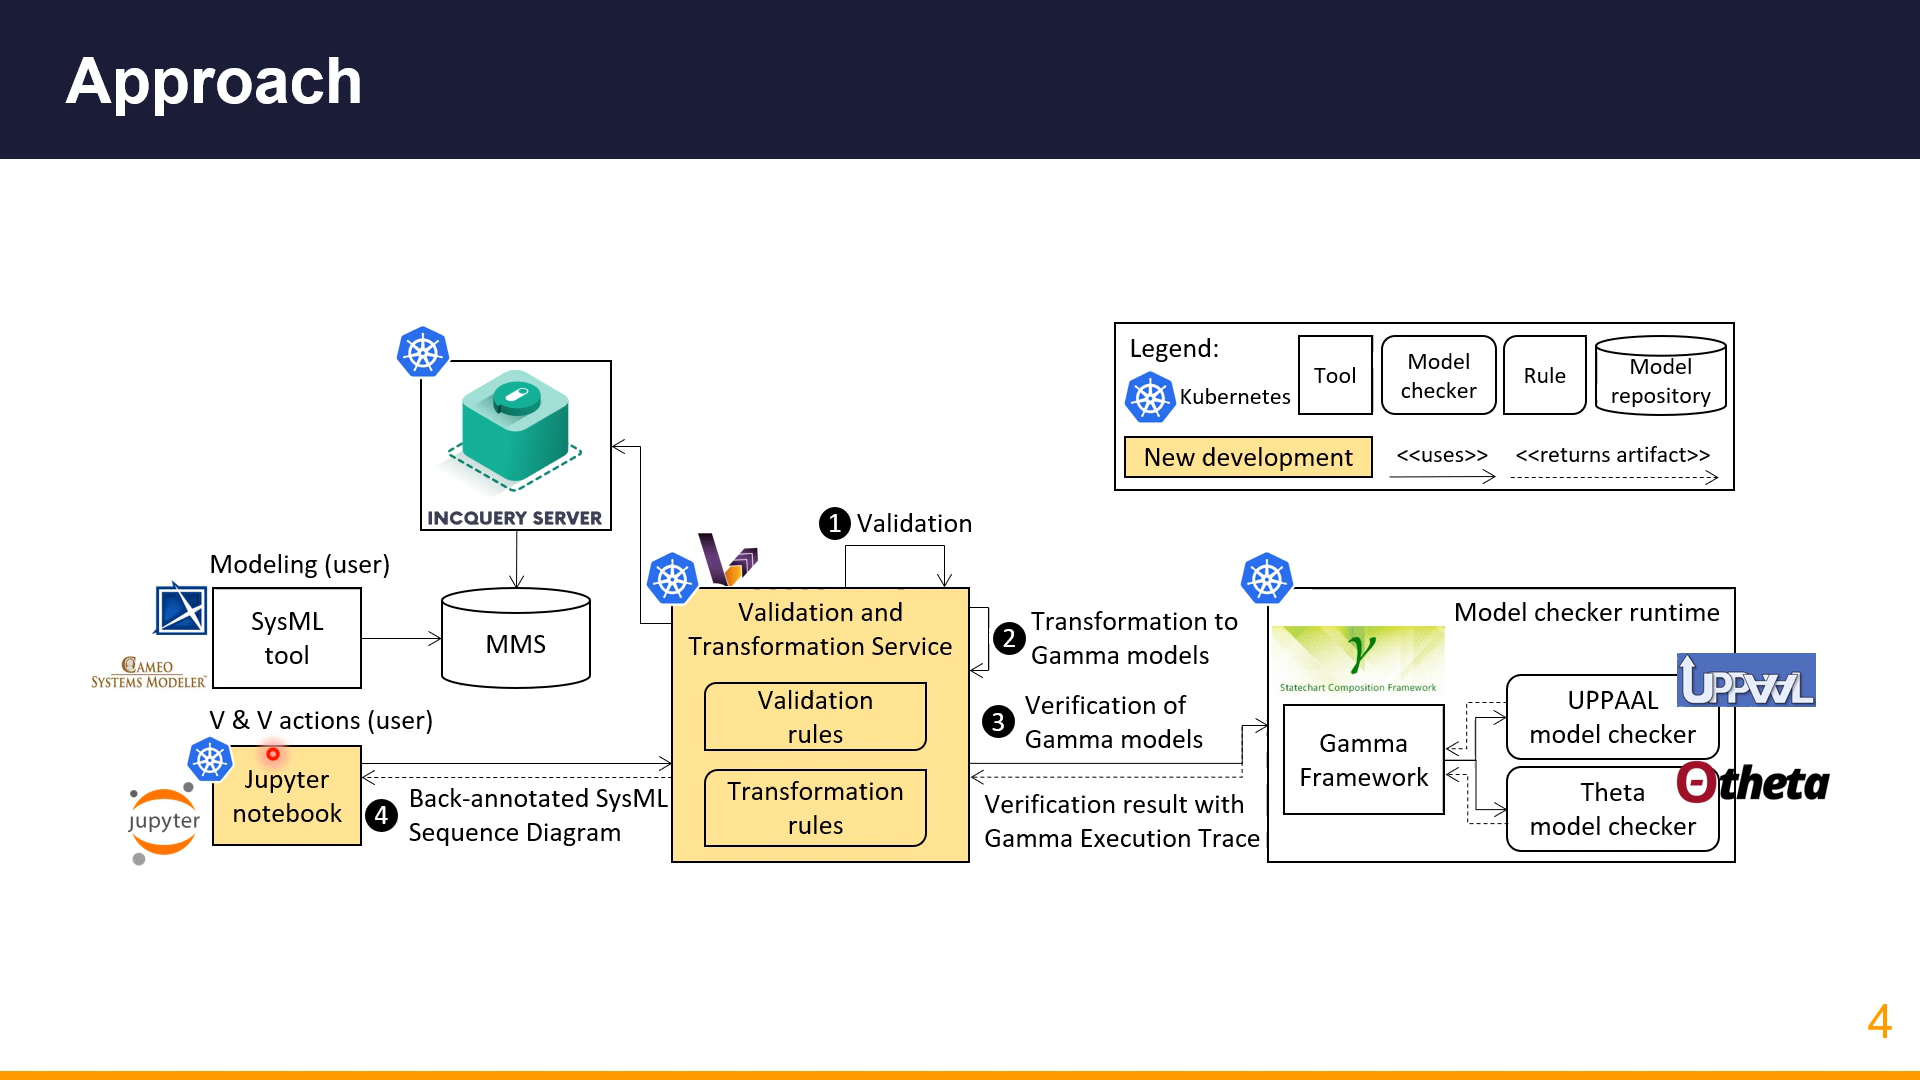 Approach
Legend:
Kubernetes
Tool
Model
checker
Rule
Model
repository
New development
<<uses>>
<<returns artifact>>
INCQUERY SERVER
1 Validation
Modeling (user)
SysML
tool
CAMEO
SYSTEMS MODELER™
MMS
Validation and
Transformation Service
Validation
rules
Transformation
rules
2 Transformation to
Gamma models
3 Verification of
Gamma models
Verification result with
Gamma Execution Trace
V & V actions (user)
Jupyter
notebook
jupyter
4 Back-annotated SysML
Sequence Diagram
Model checker runtime
γ
Statechart Composition Framework
Gamma
Framework
UPPAAL
UPPAAL
model checker
theta
Theta
model checker
4